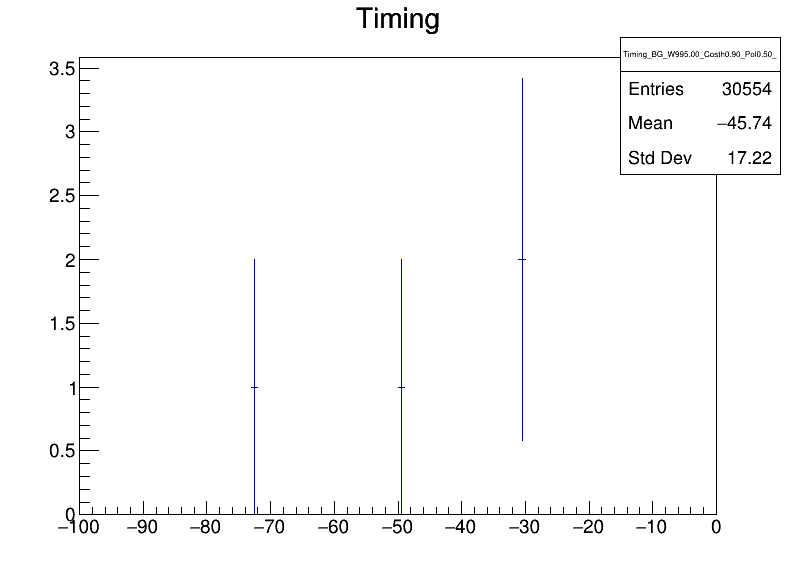 Timing
Timing_BG_W995.00_Costh0.90_Pol0.50_
Entries 30554
Mean −45.74
Std Dev 17.22
3.5
3
2.5
2
1.5
1
0.5
0
−100 −90 −80 −70 −60 −50 −40 −30 −20 −10 0